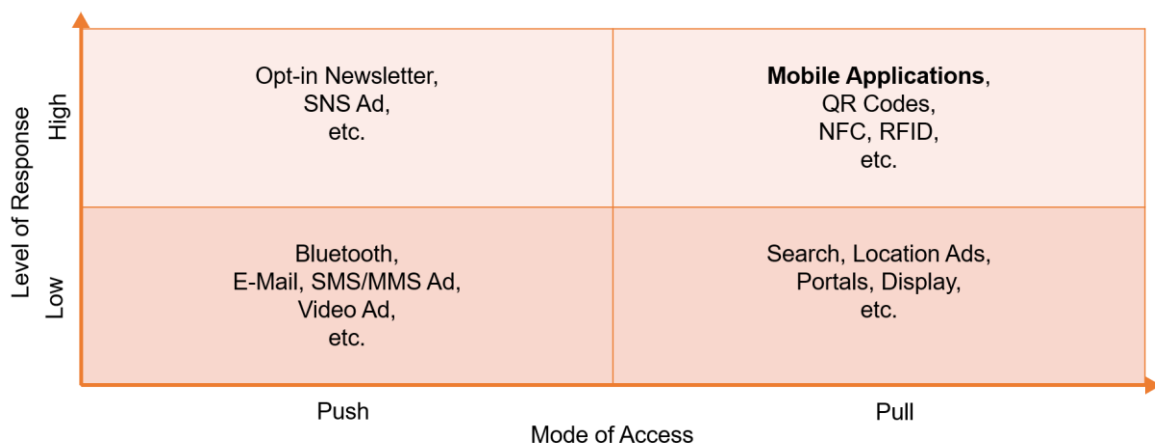 Level of Response
High
Low
Opt-in Newsletter,
SNS Ad,
etc.
Mobile Applications,
QR Codes,
NFC, RFID,
etc.
Bluetooth,
E-Mail, SMS/MMS Ad,
Video Ad,
etc.
Search, Location Ads,
Portals, Display,
etc.
Push
Pull
Mode of Access